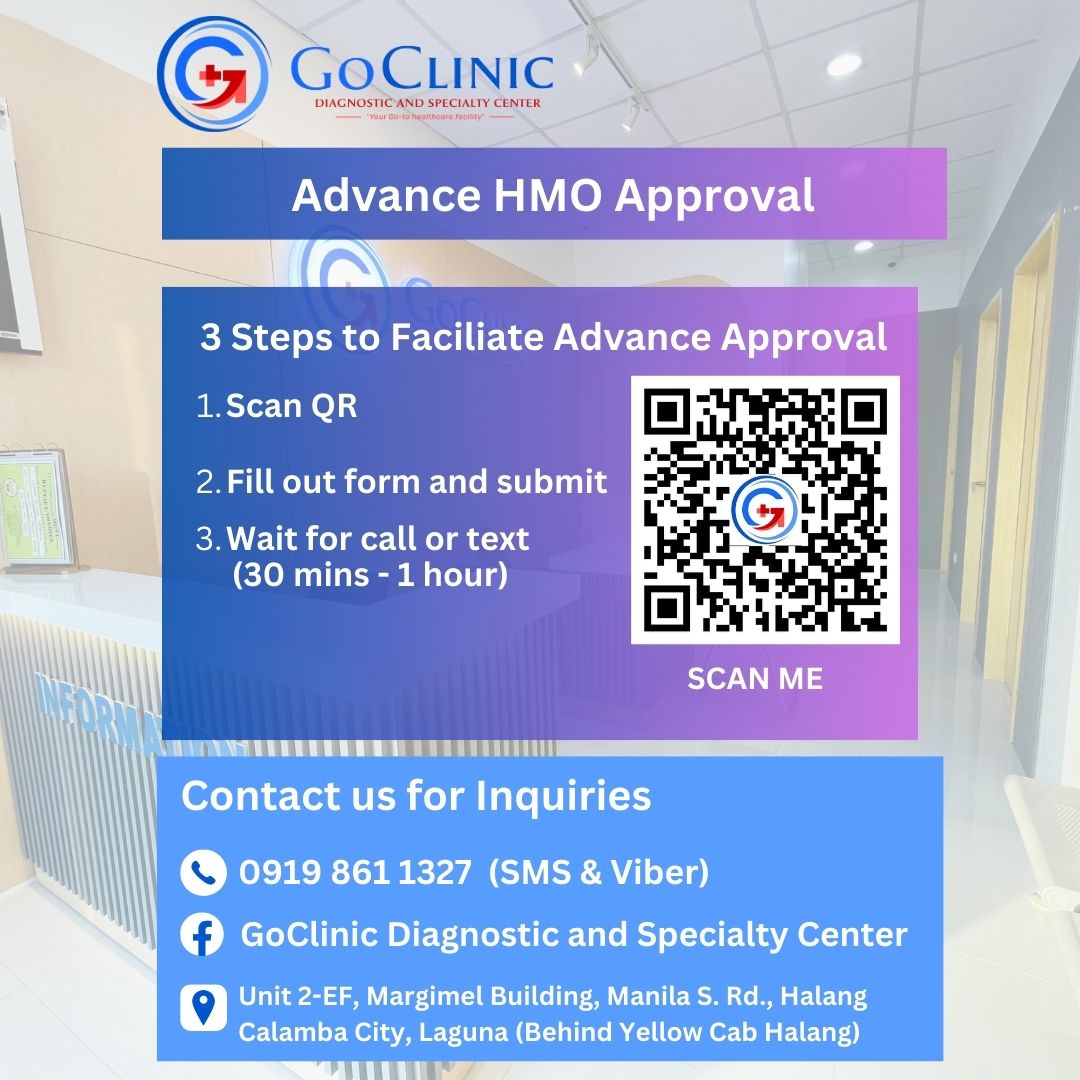 GOCLINIC
DIAGNOSTIC AND SPECIALTY CENTER
"Your Go-to healthcare facility"
Advance HMO Approval
GOCLINIC
3 Steps to Faciliate Advance Approval
1. Scan QR
2. Fill out form and submit
3. Wait for call or text
(30 mins - 1 hour)
SCAN ME
INFORMATION
Contact us for Inquiries
0919 861 1327 (SMS & Viber)
GoClinic Diagnostic and Specialty Center
Unit 2-EF, Margimel Building, Manila S. Rd., Halang
Calamba City, Laguna (Behind Yellow Cab Halang)